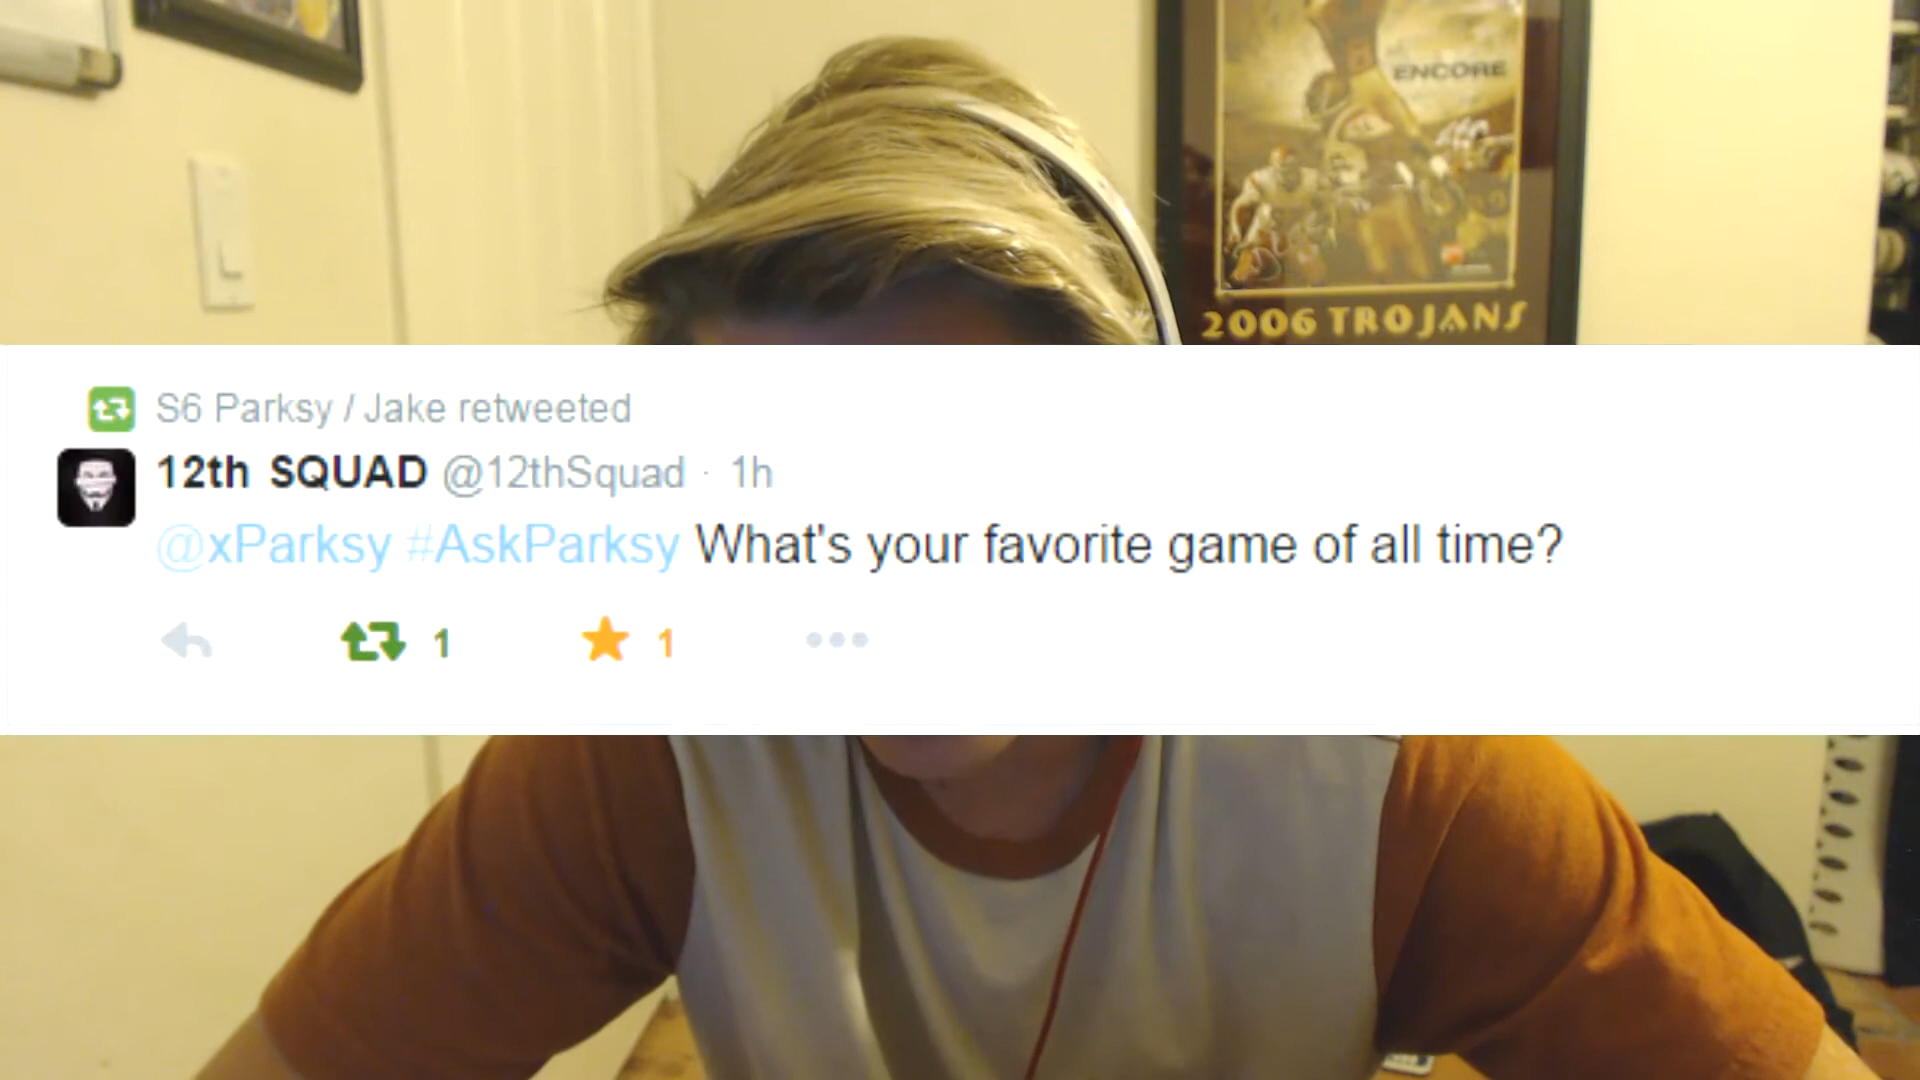 ENCORE
2006 TROJANS
S6 Parksy / Jake retweeted
12th SQUAD @12thSquad · 1h
@xParksy #AskParksy What's your favorite game of all time?
1 1